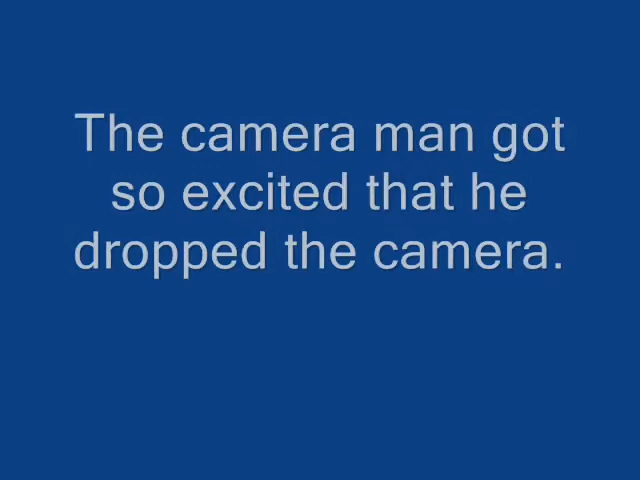 The camera man got
so excited that he
dropped the camera.